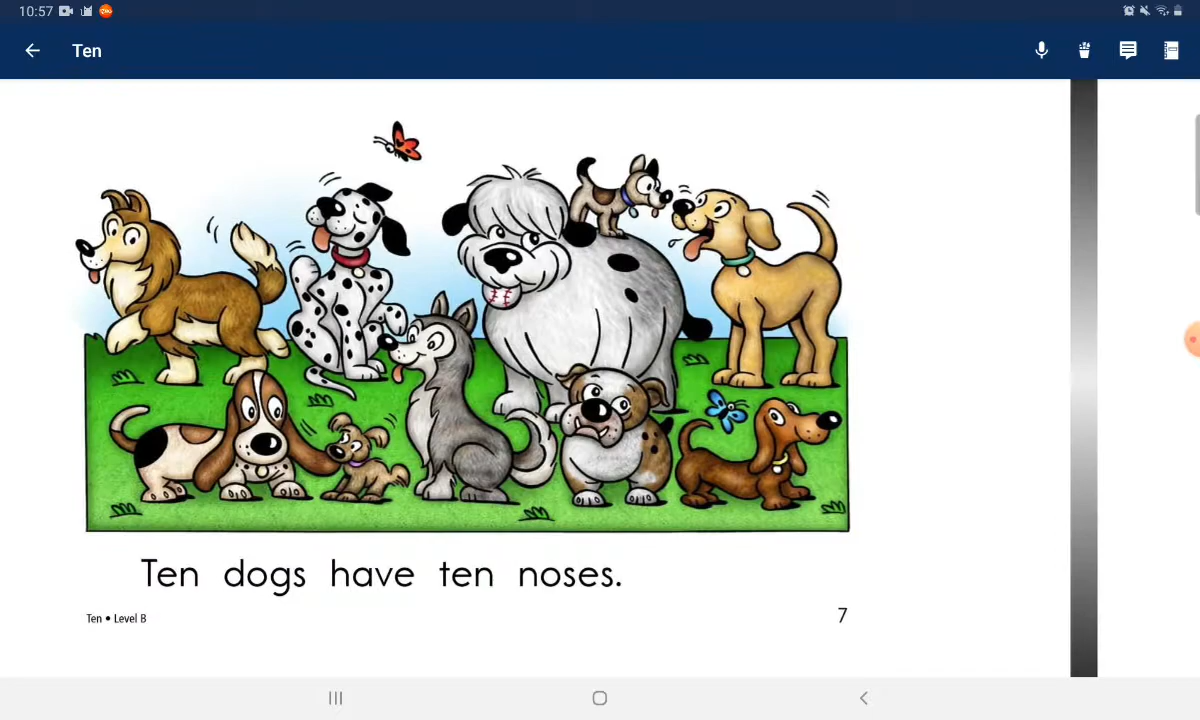 10:57
Ten
Ten dogs have ten noses.
Ten • Level B
7